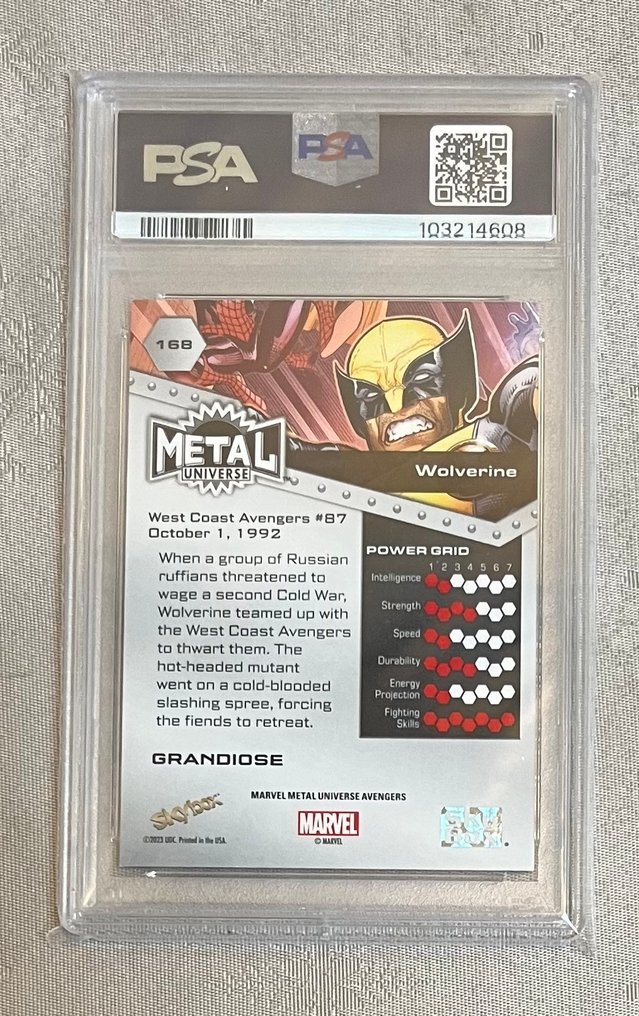 PSA
PSA
103214608
168
METAL
UNIVERSE
TM
Wolverine
West Coast Avengers #87
October 1, 1992
When a group of Russian
ruffians threatened to
wage a second Cold War,
Wolverine teamed up with
the West Coast Avengers
to thwart them. The
hot-headed mutant
went on a cold-blooded
slashing spree, forcing
the fiends to retreat.
POWER GRID
1 2 3 4 5 6 7
Intelligence
Strength
Speed
Durability
Energy
Projection
Fighting
Skills
GRANDIOSE
MARVEL METAL UNIVERSE AVENGERS
skybox
MARVEL
©2023 UDC. Printed in the USA.
© MARVEL